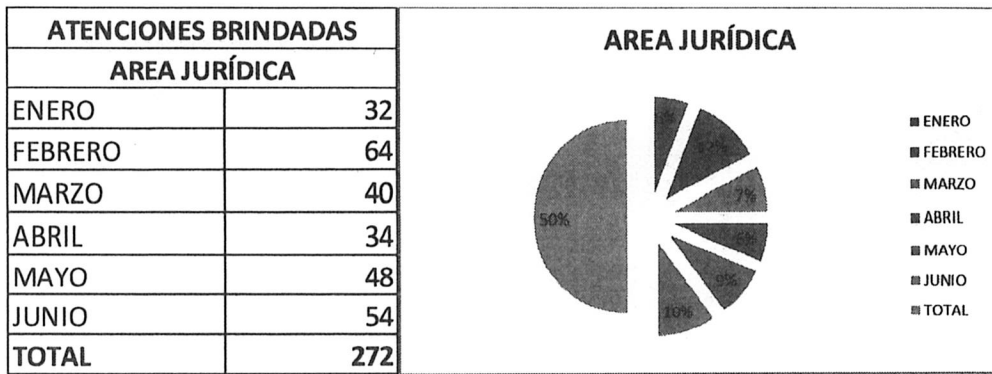 ATENCIONES BRINDADAS
AREA JURÍDICA
ENERO 32
FEBRERO 64
MARZO 40
ABRIL 34
MAYO 48
JUNIO 54
TOTAL 272
AREA JURÍDICA
12%
7%
6%
9%
10%
50%
ENERO
FEBRERO
MARZO
ABRIL
MAYO
JUNIO
TOTAL